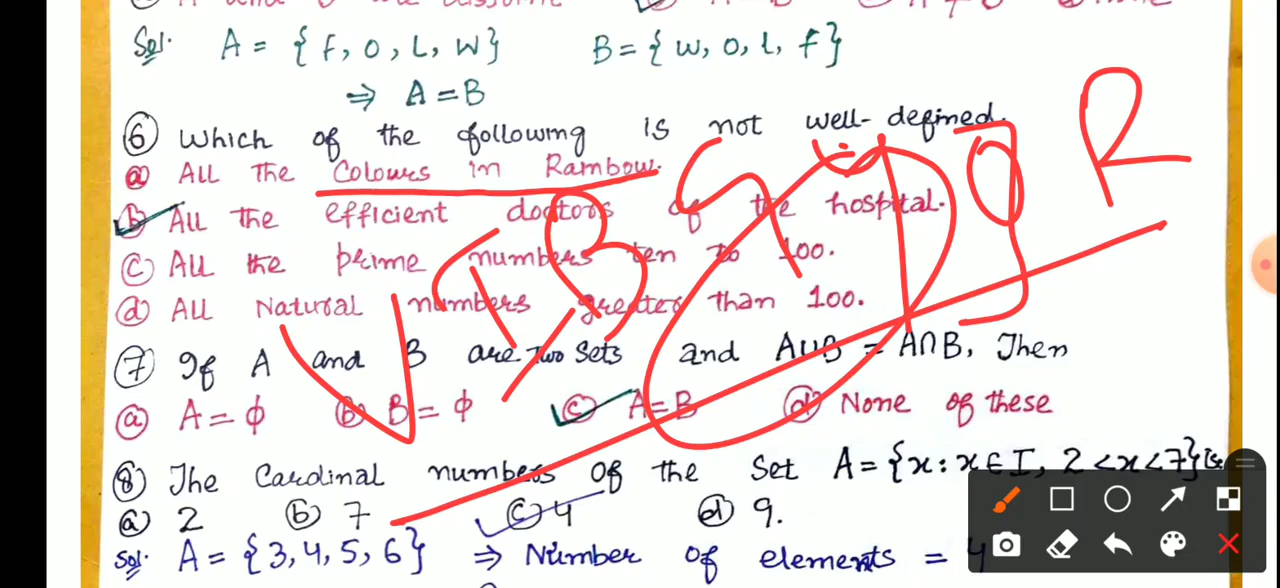 Sol. A = {F, O, L, W} B = {W, O, L, F}
⇒ A = B
⑥ Which of the following is not well-defined.
ⓐ All the Colours in Rambow.
ⓑ All the efficient doctors of the hospital.
ⓒ All the prime numbers ten to 100.
ⓓ All Natural numbers greater than 100.
⑦ If A and B are Two Sets and A∪B = A∩B, Then
ⓐ A = ϕ ⓑ B = ϕ ⓒ A = B ⓓ None of these
⑧ The Cardinal numbers of the Set A = {x : x ∈ I, 2 < x < 7} is
ⓐ 2 ⓑ 7 ⓒ 4 ⓓ 9.
Sol. A = {3, 4, 5, 6} ⇒ Number of elements = 4